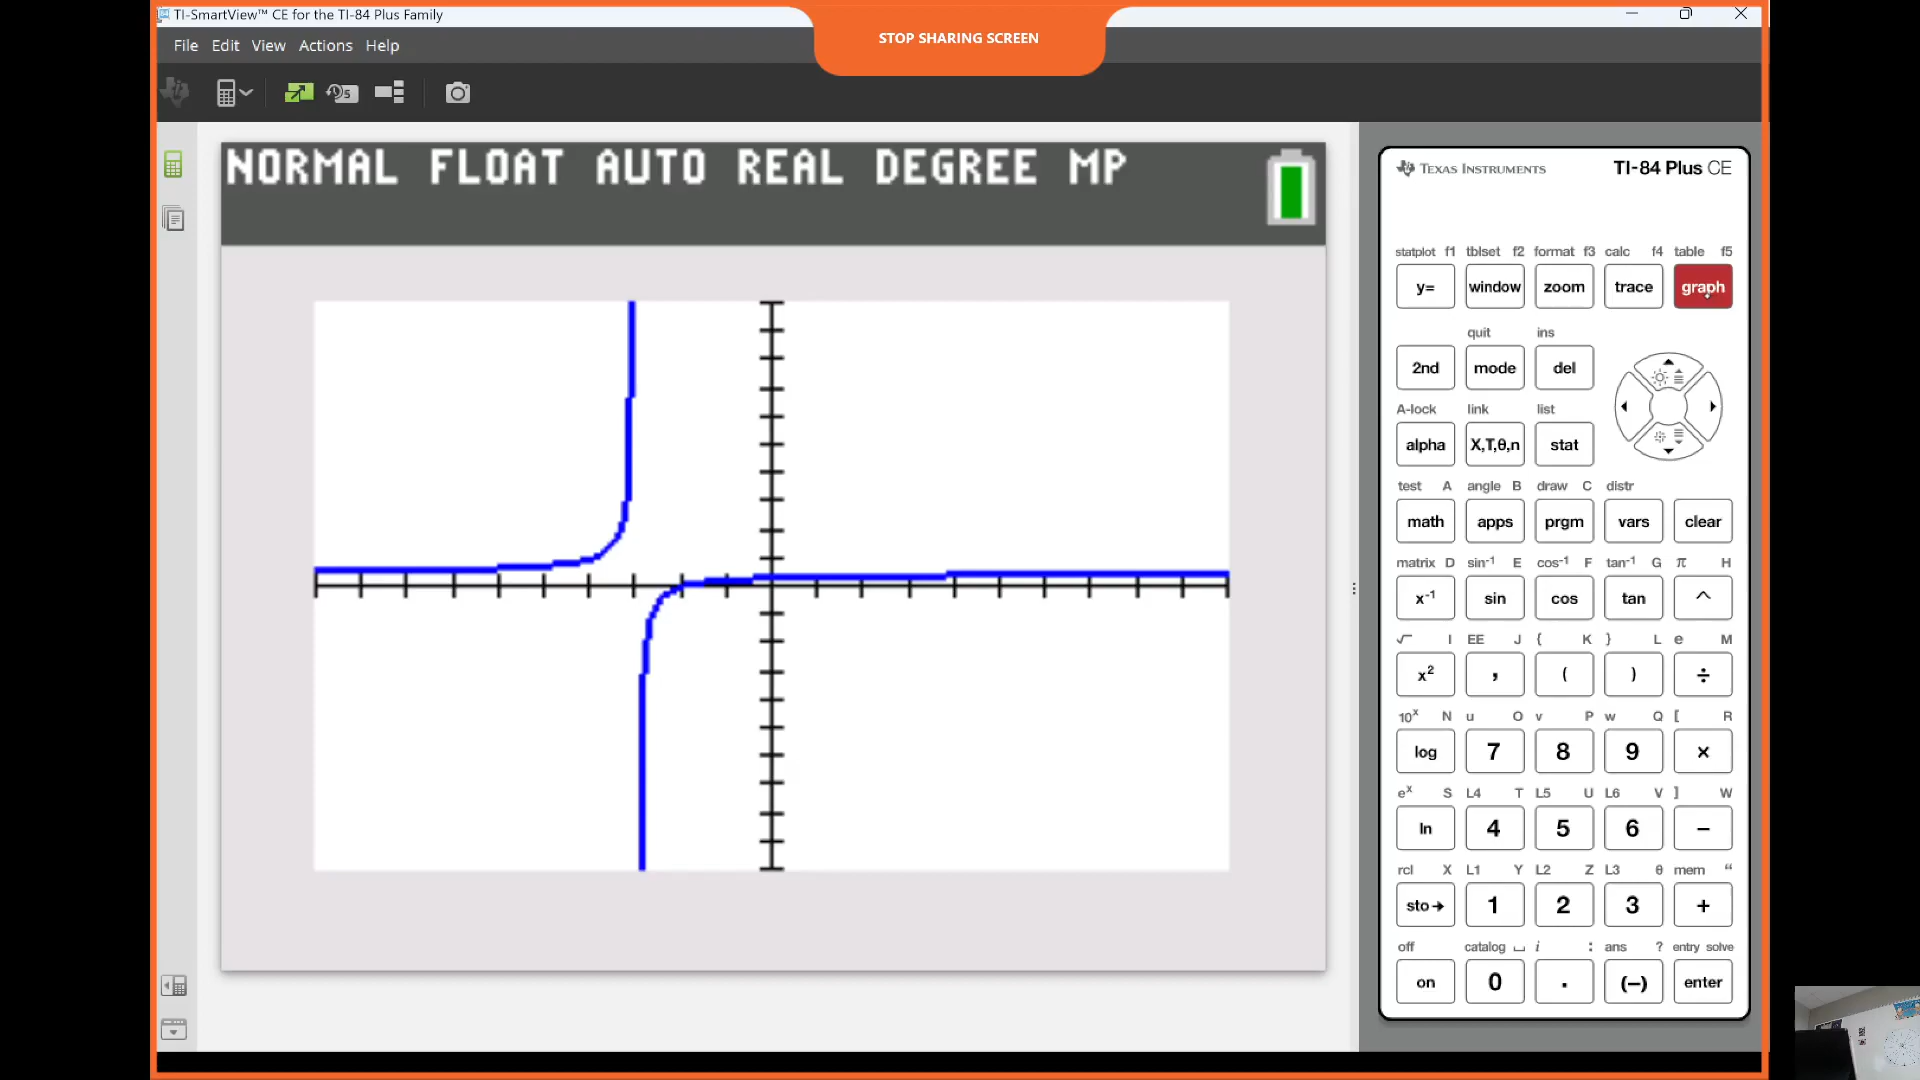 TI-SmartView™ CE for the TI-84 Plus Family
STOP SHARING SCREEN
File Edit View Actions Help
NORMAL FLOAT AUTO REAL DEGREE MP
TEXAS INSTRUMENTS TI-84 Plus CE
statplot f1 tblset f2 format f3 calc f4 table f5
y= window zoom trace graph
quit ins
2nd mode del
A-lock link list
alpha X,T,θ,n stat
test A angle B draw C distr
math apps prgm vars clear
matrix D sin⁻¹ E cos⁻¹ F tan⁻¹ G π H
x⁻¹ sin cos tan ^
√ I EE J { K } L e M
x² , ( ) ÷
10ˣ N u O v P w Q [ R
log 7 8 9 ×
eˣ S L4 T L5 U L6 V ] W
ln 4 5 6 −
rcl X L1 Y L2 Z L3 θ mem “
sto→ 1 2 3 +
off catalog ⎵ i : ans ? entry solve
on 0 . (−) enter